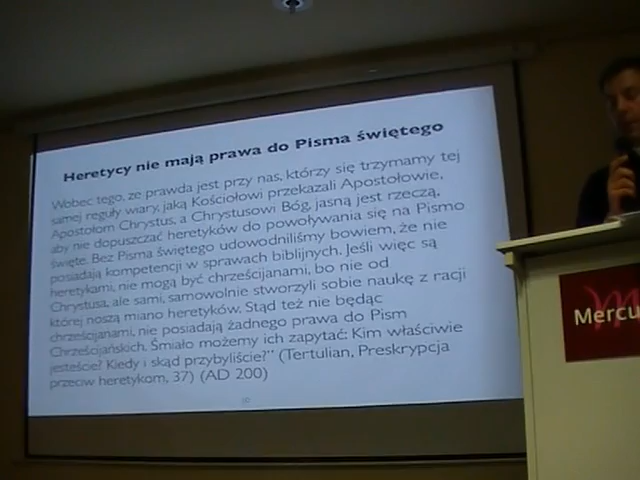 Heretycy nie mają prawa do Pisma świętego
Wobec tego, ze prawda jest przy nas, którzy się trzymamy tej
samej reguły wiary, jaką Kościołowi przekazali Apostołowie,
Apostołom Chrystus, a Chrystusowi Bóg, jasną jest rzeczą,
aby nie dopuszczać heretyków do powoływania się na Pismo
święte. Bez Pisma świętego udowodniliśmy bowiem, że nie
posiadają kompetencji w sprawach biblijnych. Jeśli więc są
heretykami, nie mogą być chrześcijanami, bo nie od
Chrystusa, ale sami, samowolnie stworzyli sobie naukę z racji
której noszą miano heretyków. Stąd też nie będąc
chrześcijanami, nie posiadają żadnego prawa do Pism
Chrześcijańskich. Śmiało możemy ich zapytać: Kim właściwie
jesteście? Kiedy i skąd przybyliście?" (Tertulian, Preskrypcja
przeciw heretykom, 37) (AD 200)
Mercu